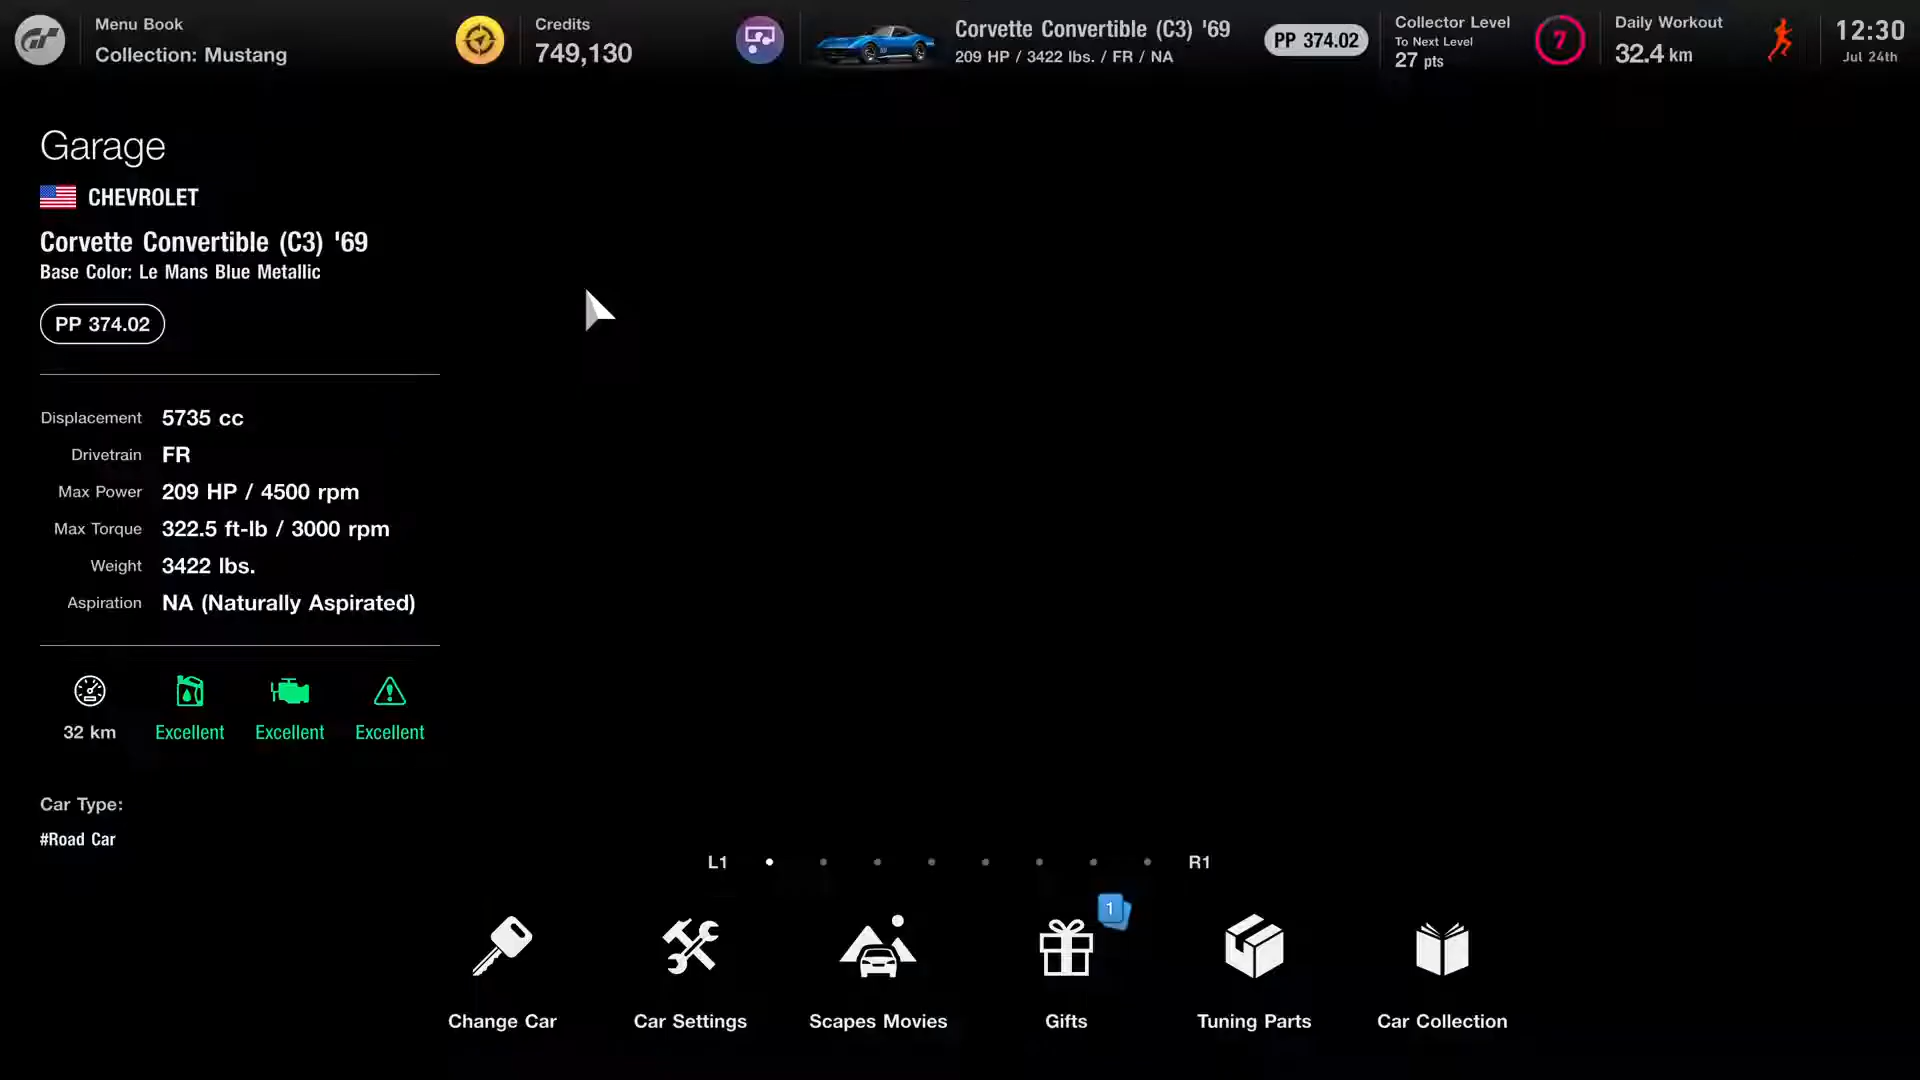 Menu Book
Collection: Mustang
Credits
749,130
Corvette Convertible (C3) '69
209 HP / 3422 lbs. / FR / NA
PP 374.02
Collector Level
To Next Level
27 pts
7
Daily Workout
32.4 km
12:30
Jul 24th
Garage
CHEVROLET
Corvette Convertible (C3) '69
Base Color: Le Mans Blue Metallic
PP 374.02
Displacement 5735 cc
Drivetrain FR
Max Power 209 HP / 4500 rpm
Max Torque 322.5 ft-lb / 3000 rpm
Weight 3422 lbs.
Aspiration NA (Naturally Aspirated)
32 km Excellent Excellent Excellent
Car Type:
#Road Car
L1 R1
1
Change Car Car Settings Scapes Movies Gifts Tuning Parts Car Collection